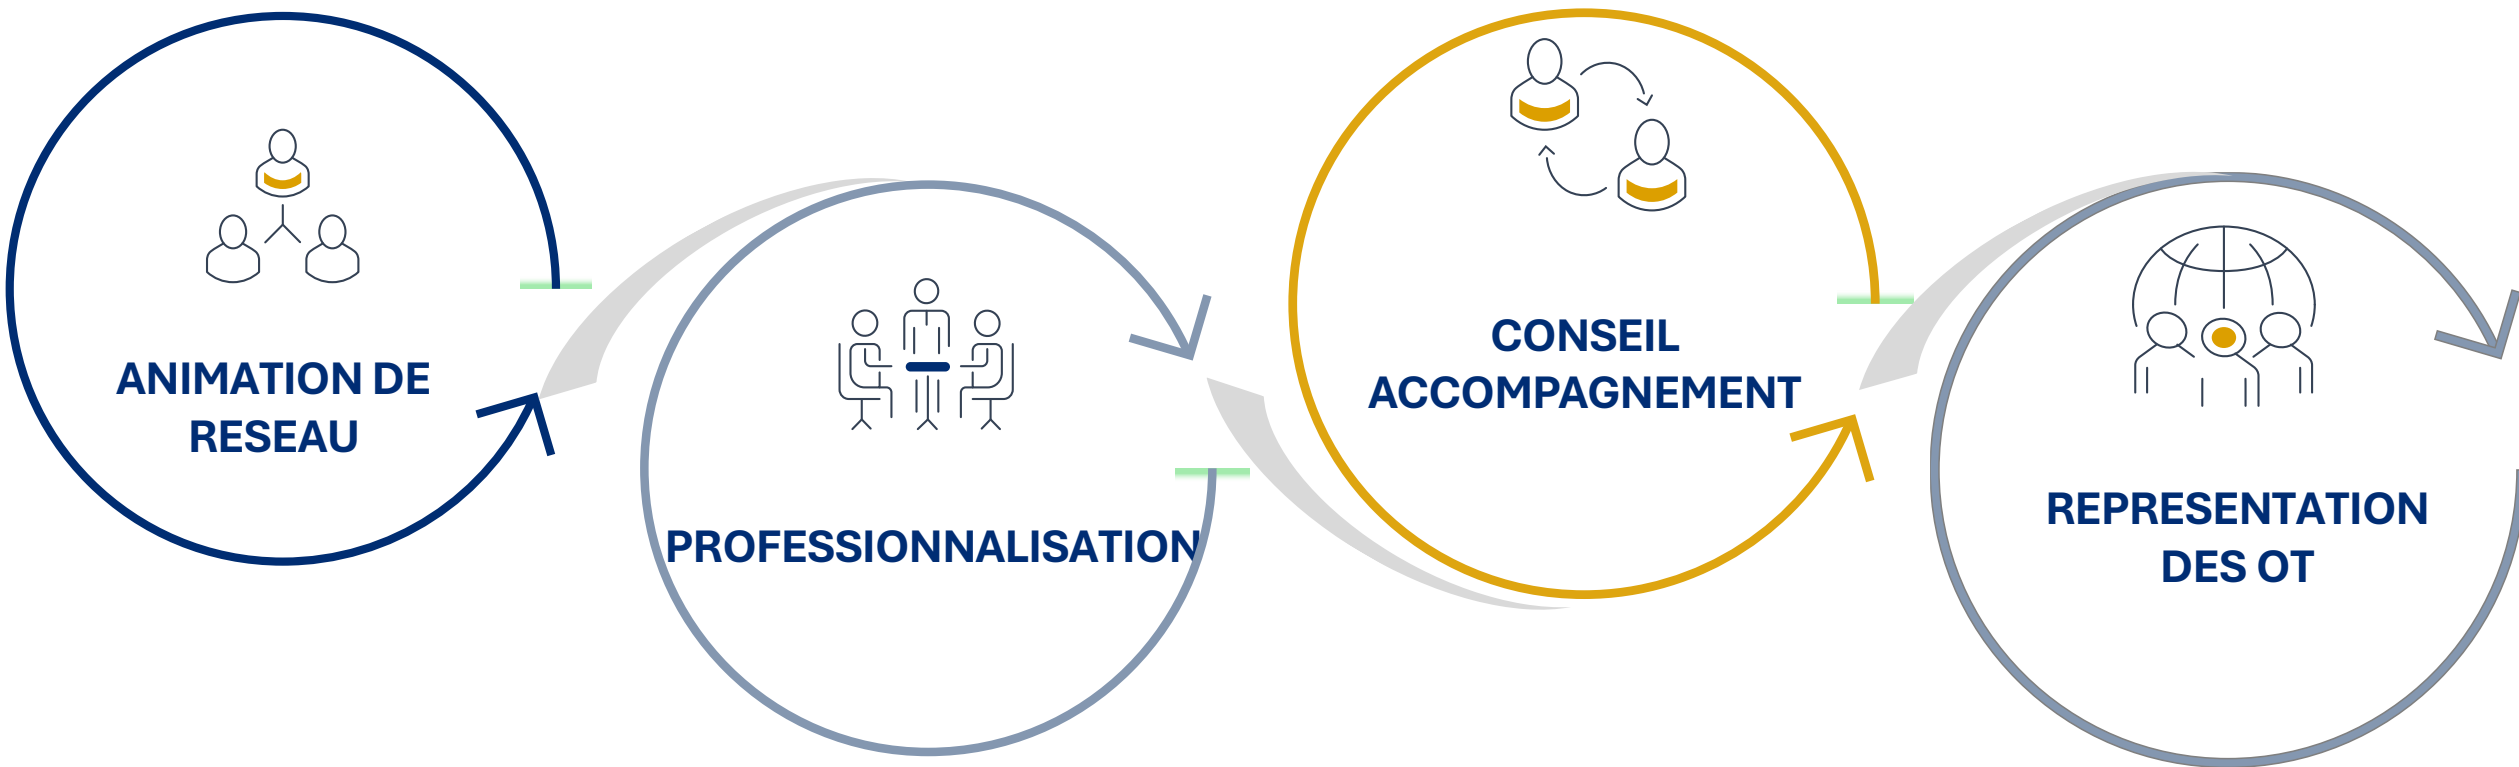 ANIMATION DE
RESEAU
PROFESSIONNALISATION
CONSEIL
ACCOMPAGNEMENT
REPRESENTATION
DES OT